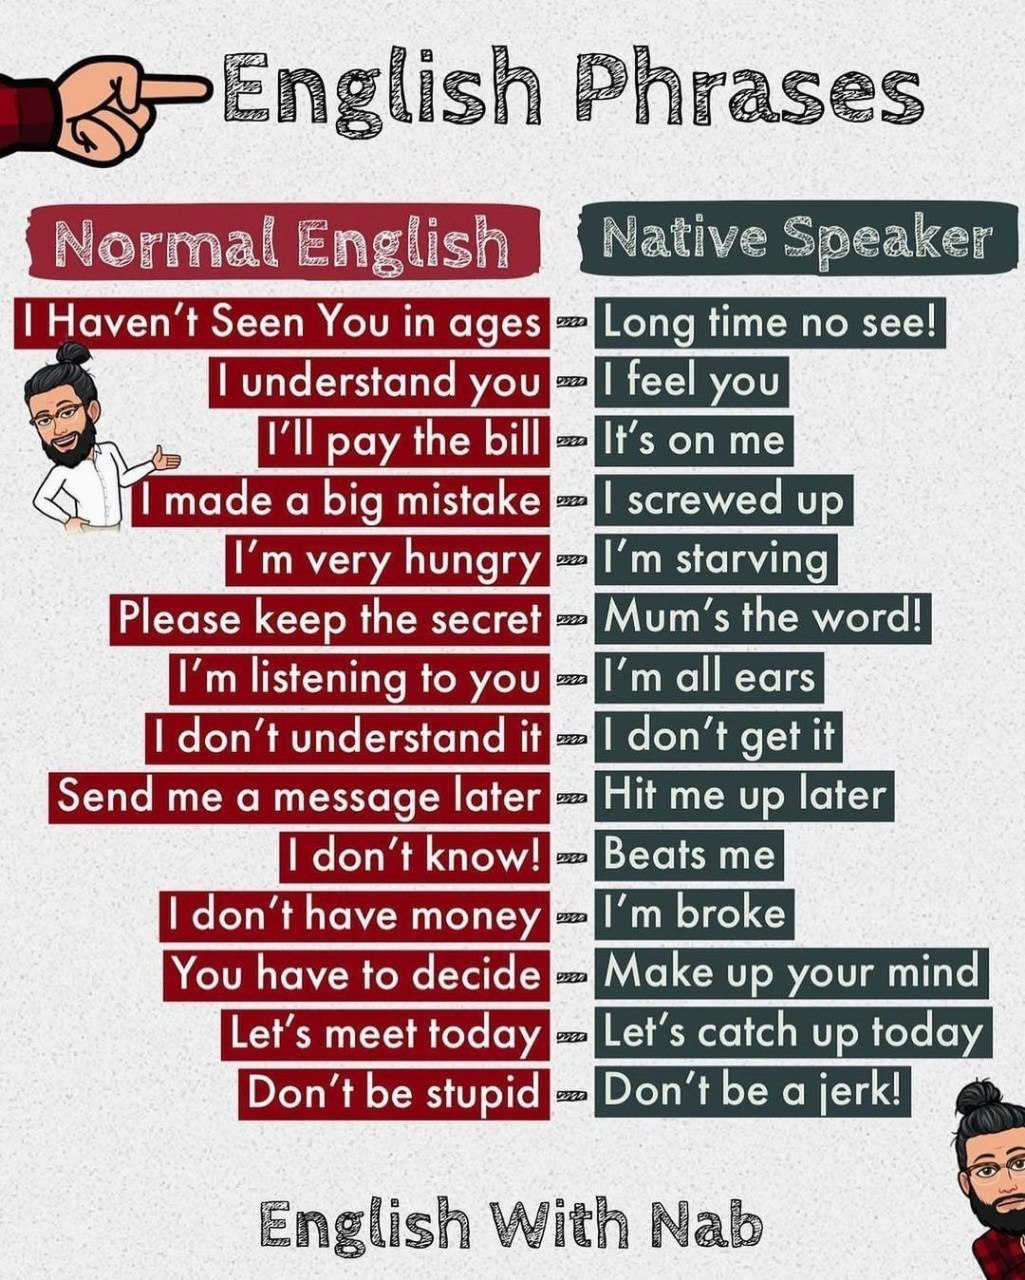 English Phrases
Normal English
Native Speaker
I Haven't Seen You in ages - Long time no see!
I understand you - I feel you
I'll pay the bill - It's on me
I made a big mistake - I screwed up
I'm very hungry - I'm starving
Please keep the secret - Mum's the word!
I'm listening to you - I'm all ears
I don't understand it - I don't get it
Send me a message later - Hit me up later
I don't know! - Beats me
I don't have money - I'm broke
You have to decide - Make up your mind
Let's meet today - Let's catch up today
Don't be stupid - Don't be a jerk!
English With Nab